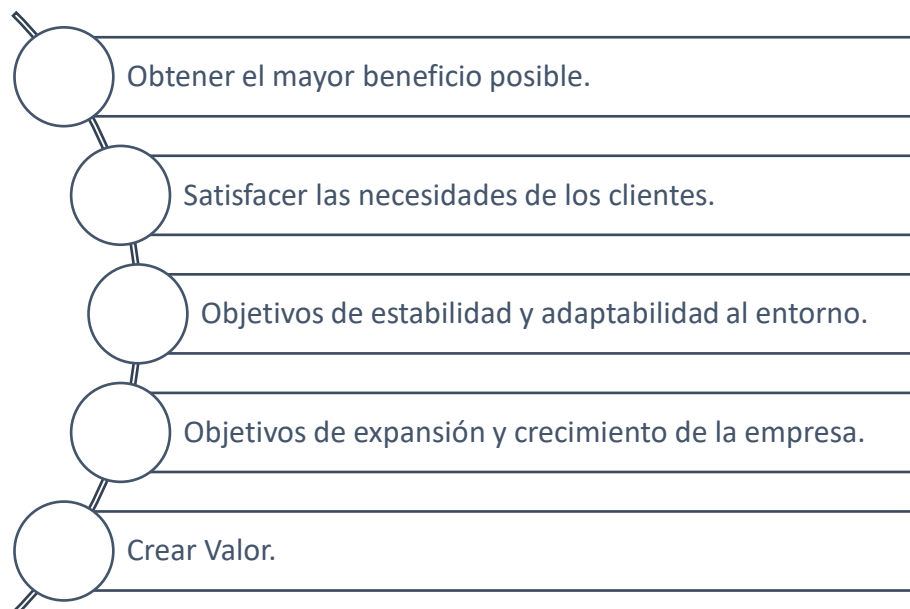 Obtener el mayor beneficio posible.
Satisfacer las necesidades de los clientes.
Objetivos de estabilidad y adaptabilidad al entorno.
Objetivos de expansión y crecimiento de la empresa.
Crear Valor.